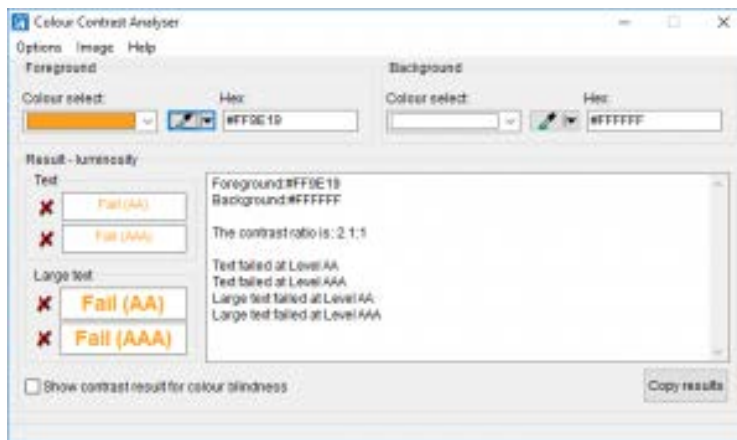 Colour Contrast Analyser
Options Image Help
Foreground
Colour select:
Hex:
#FF9E19
Background
Colour select:
Hex:
#FFFFFF
Result - luminosity
Text
Fail (AA)
Fail (AAA)
Large text
Fail (AA)
Fail (AAA)
Foreground:#FF9E19
Background:#FFFFFF
The contrast ratio is: 2.1:1
Text failed at Level AA
Text failed at Level AAA
Large text failed at Level AA
Large text failed at Level AAA
Show contrast result for colour blindness
Copy results